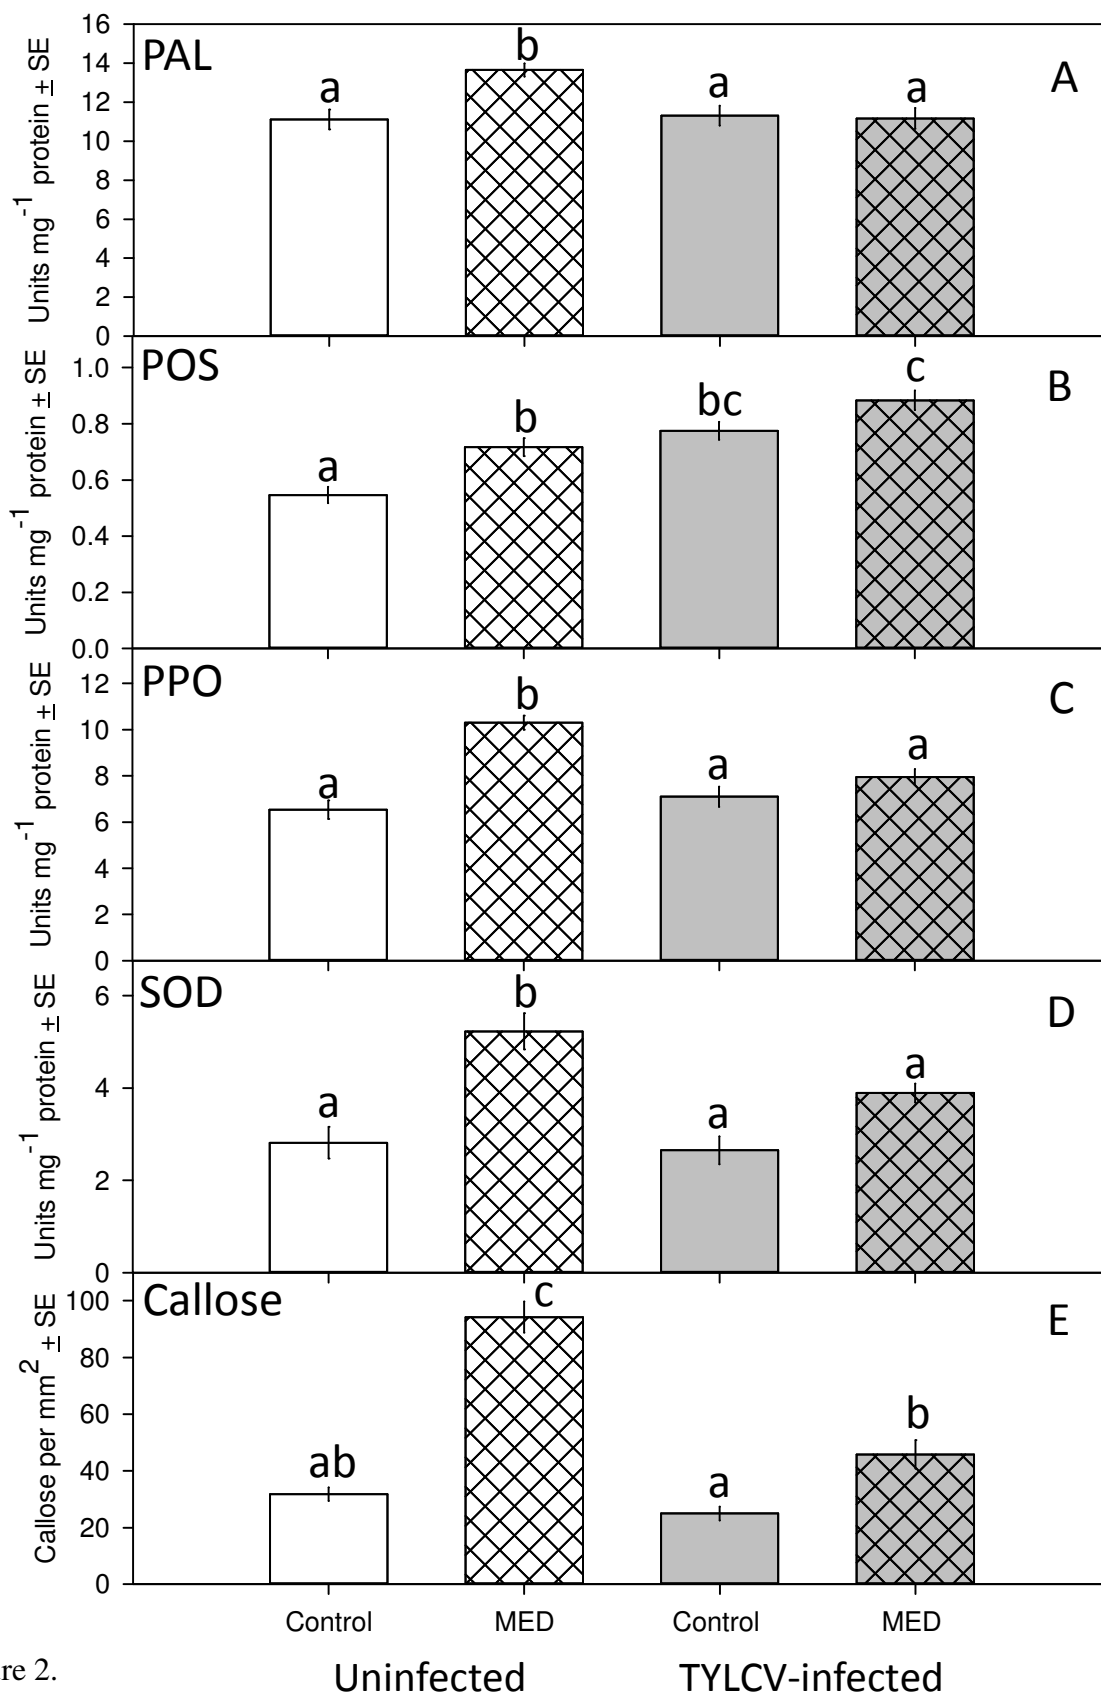 PAL
A
Units mg-1 protein ± SE
16
14
12
10
8
6
4
2
0
a
b
a
a
POS
B
Units mg-1 protein ± SE
1.0
0.8
0.6
0.4
0.2
0.0
a
b
bc
c
PPO
C
Units mg-1 protein ± SE
12
10
8
6
4
2
0
a
b
a
a
SOD
D
Units mg-1 protein ± SE
6
4
2
0
a
b
a
a
Callose
E
Callose per mm2 ± SE
100
80
60
40
20
0
ab
c
a
b
Control MED Control MED
Uninfected TYLCV-infected
re 2.